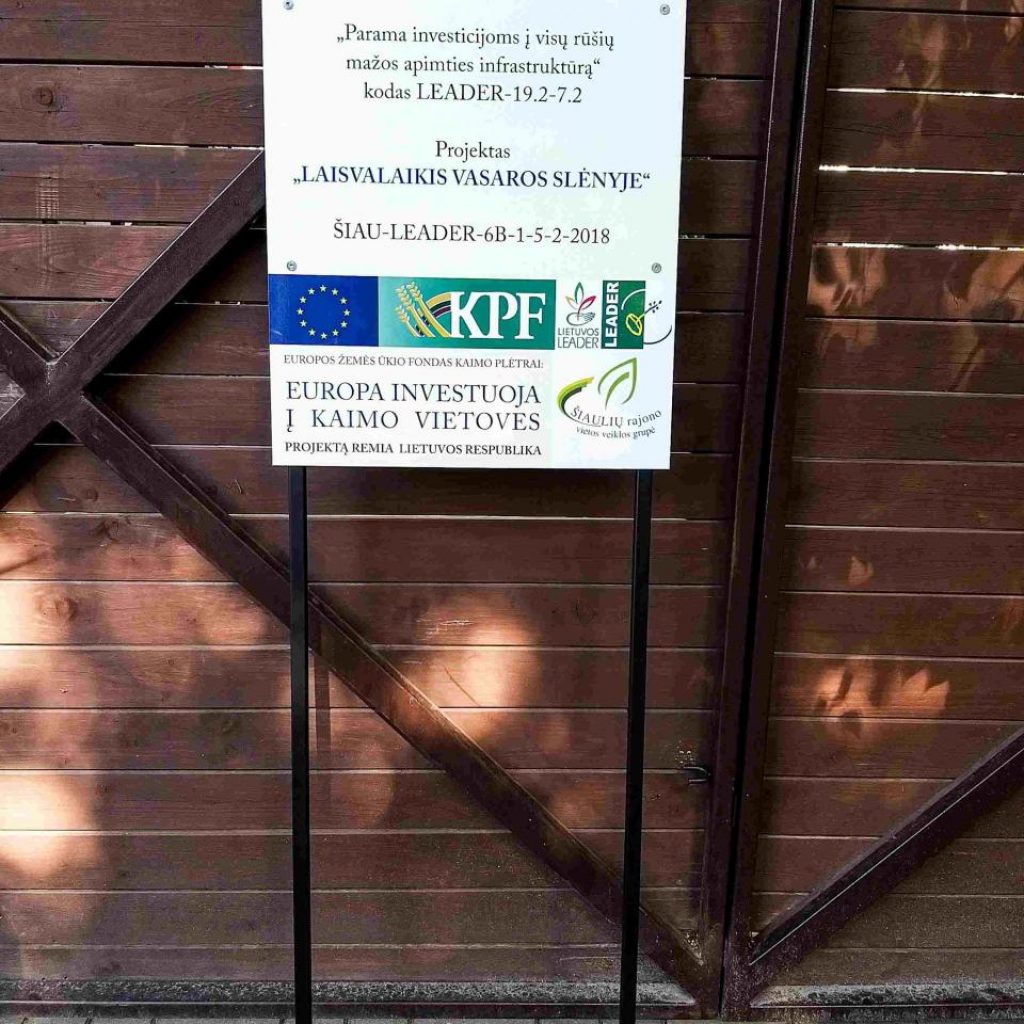 „Parama investicijoms į visų rūšių
mažos apimties infrastruktūrą“
kodas LEADER-19.2-7.2
Projektas
„LAISVALAIKIS VASAROS SLĖNYJE“
ŠIAU-LEADER-6B-1-5-2-2018
KPF
LIETUVOS
LEADER
LEADER
EUROPOS ŽEMĖS ŪKIO FONDAS KAIMO PLĖTRAI:
EUROPA INVESTUOJA
Į KAIMO VIETOVES
PROJEKTĄ REMIA LIETUVOS RESPUBLIKA
ŠIAULIŲ rajono
vietos veiklos grupė